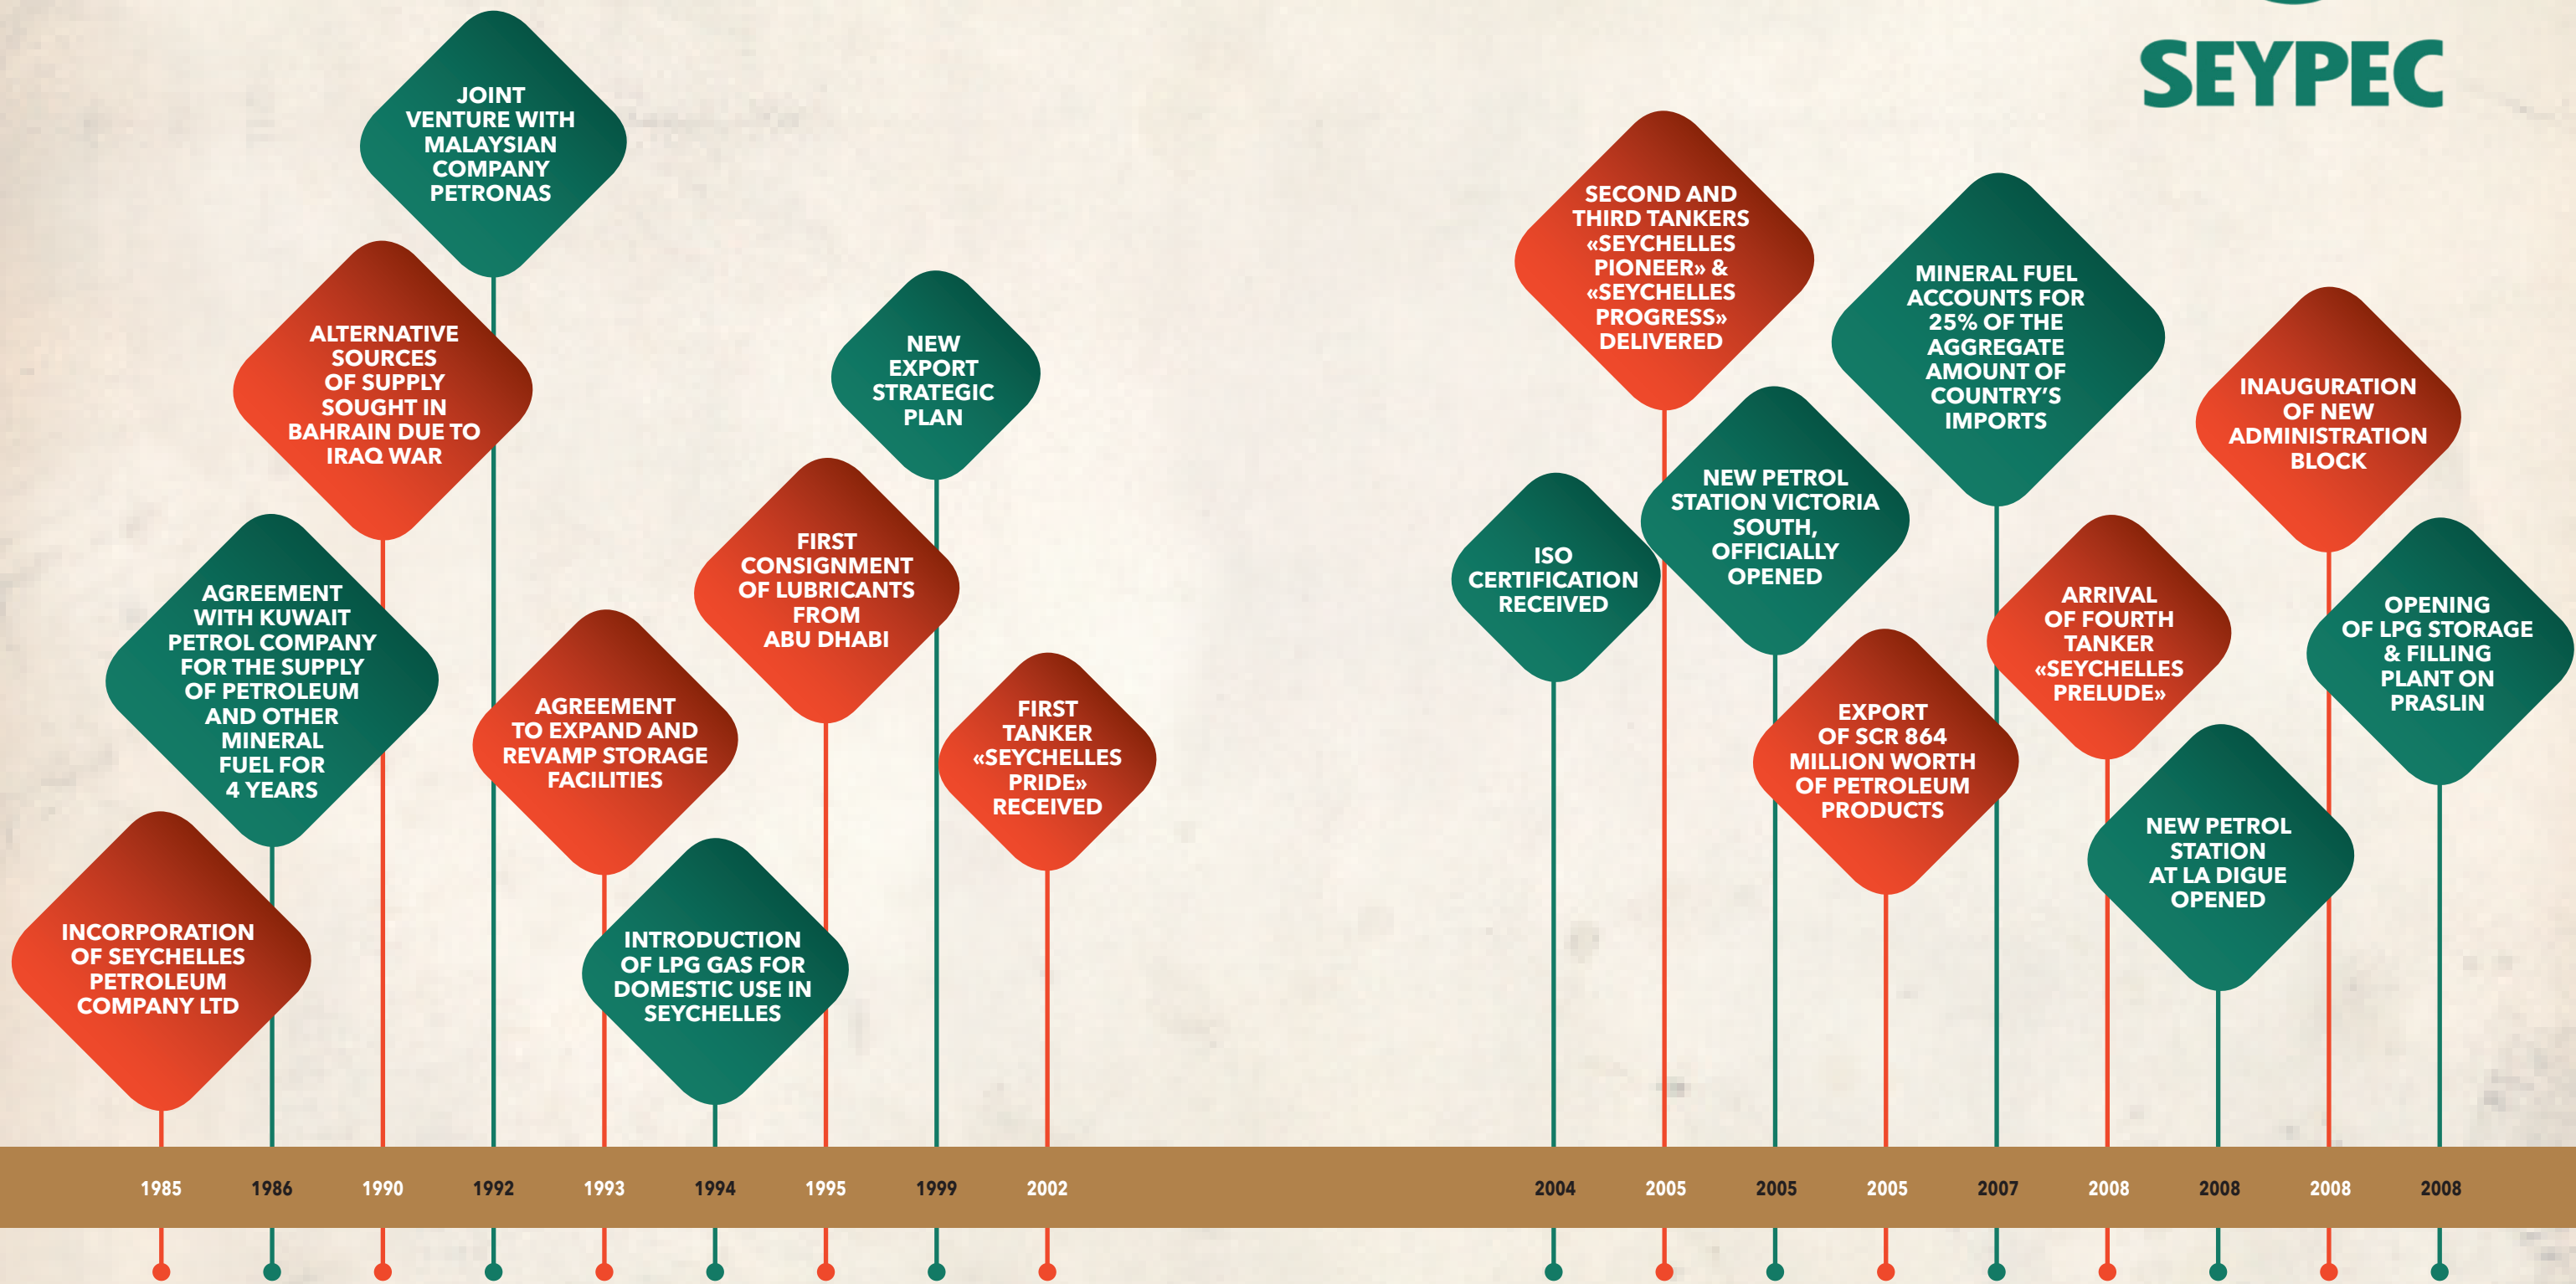 SEYPEC
INCORPORATION
OF SEYCHELLES
PETROLEUM
COMPANY LTD
AGREEMENT
WITH KUWAIT
PETROL COMPANY
FOR THE SUPPLY
OF PETROLEUM
AND OTHER
MINERAL
FUEL FOR
4 YEARS
ALTERNATIVE
SOURCES
OF SUPPLY
SOUGHT IN
BAHRAIN DUE TO
IRAQ WAR
JOINT
VENTURE WITH
MALAYSIAN
COMPANY
PETRONAS
AGREEMENT
TO EXPAND AND
REVAMP STORAGE
FACILITIES
INTRODUCTION
OF LPG GAS FOR
DOMESTIC USE IN
SEYCHELLES
FIRST
CONSIGNMENT
OF LUBRICANTS
FROM
ABU DHABI
NEW
EXPORT
STRATEGIC
PLAN
FIRST
TANKER
«SEYCHELLES
PRIDE»
RECEIVED
ISO
CERTIFICATION
RECEIVED
SECOND AND
THIRD TANKERS
«SEYCHELLES
PIONEER» &
«SEYCHELLES
PROGRESS»
DELIVERED
NEW PETROL
STATION VICTORIA
SOUTH,
OFFICIALLY
OPENED
EXPORT
OF SCR 864
MILLION WORTH
OF PETROLEUM
PRODUCTS
MINERAL FUEL
ACCOUNTS FOR
25% OF THE
AGGREGATE
AMOUNT OF
COUNTRY'S
IMPORTS
ARRIVAL
OF FOURTH
TANKER
«SEYCHELLES
PRELUDE»
NEW PETROL
STATION
AT LA DIGUE
OPENED
INAUGURATION
OF NEW
ADMINISTRATION
BLOCK
OPENING
OF LPG STORAGE
& FILLING
PLANT ON
PRASLIN
1985 1986 1990 1992 1993 1994 1995 1999 2002 2004 2005 2005 2005 2007 2008 2008 2008 2008